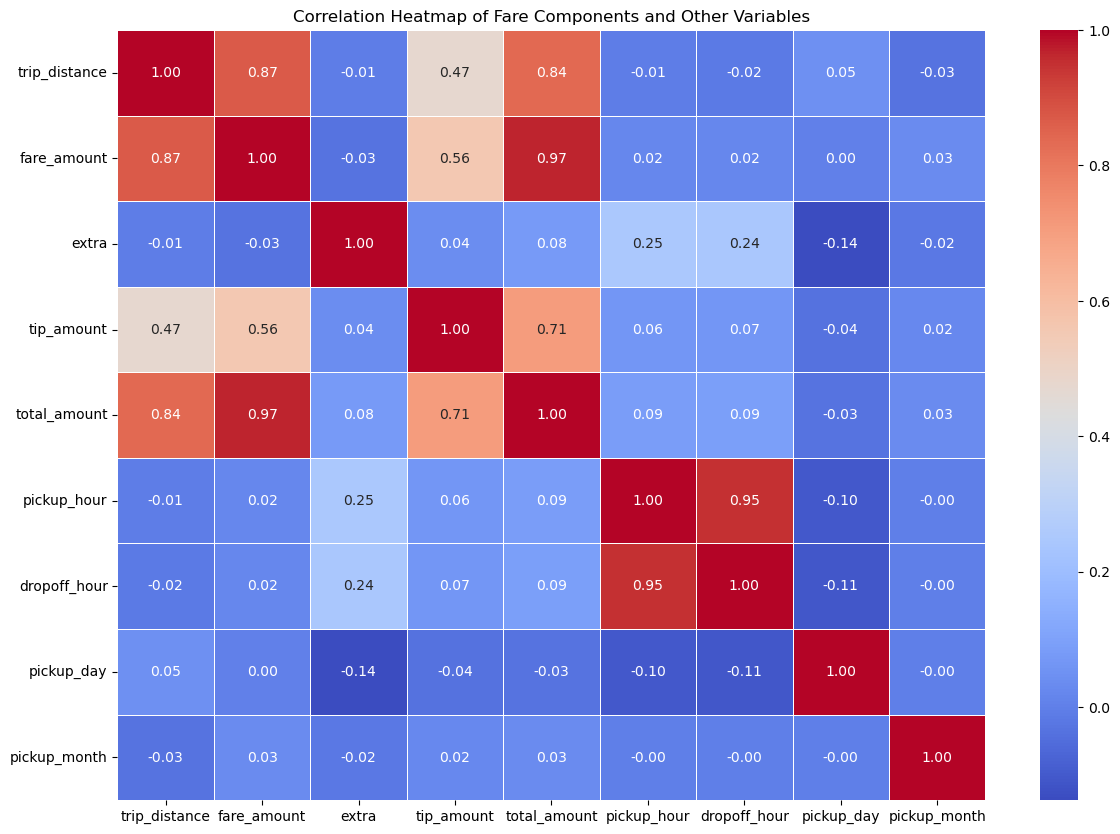 Correlation Heatmap of Fare Components and Other Variables
trip_distance 1.00 0.87 -0.01 0.47 0.84 -0.01 -0.02 0.05 -0.03
fare_amount 0.87 1.00 -0.03 0.56 0.97 0.02 0.02 0.00 0.03
extra -0.01 -0.03 1.00 0.04 0.08 0.25 0.24 -0.14 -0.02
tip_amount 0.47 0.56 0.04 1.00 0.71 0.06 0.07 -0.04 0.02
total_amount 0.84 0.97 0.08 0.71 1.00 0.09 0.09 -0.03 0.03
pickup_hour -0.01 0.02 0.25 0.06 0.09 1.00 0.95 -0.10 -0.00
dropoff_hour -0.02 0.02 0.24 0.07 0.09 0.95 1.00 -0.11 -0.00
pickup_day 0.05 0.00 -0.14 -0.04 -0.03 -0.10 -0.11 1.00 -0.00
pickup_month -0.03 0.03 -0.02 0.02 0.03 -0.00 -0.00 -0.00 1.00
trip_distance fare_amount extra tip_amount total_amount pickup_hour dropoff_hour pickup_day pickup_month
1.0
0.8
0.6
0.4
0.2
0.0